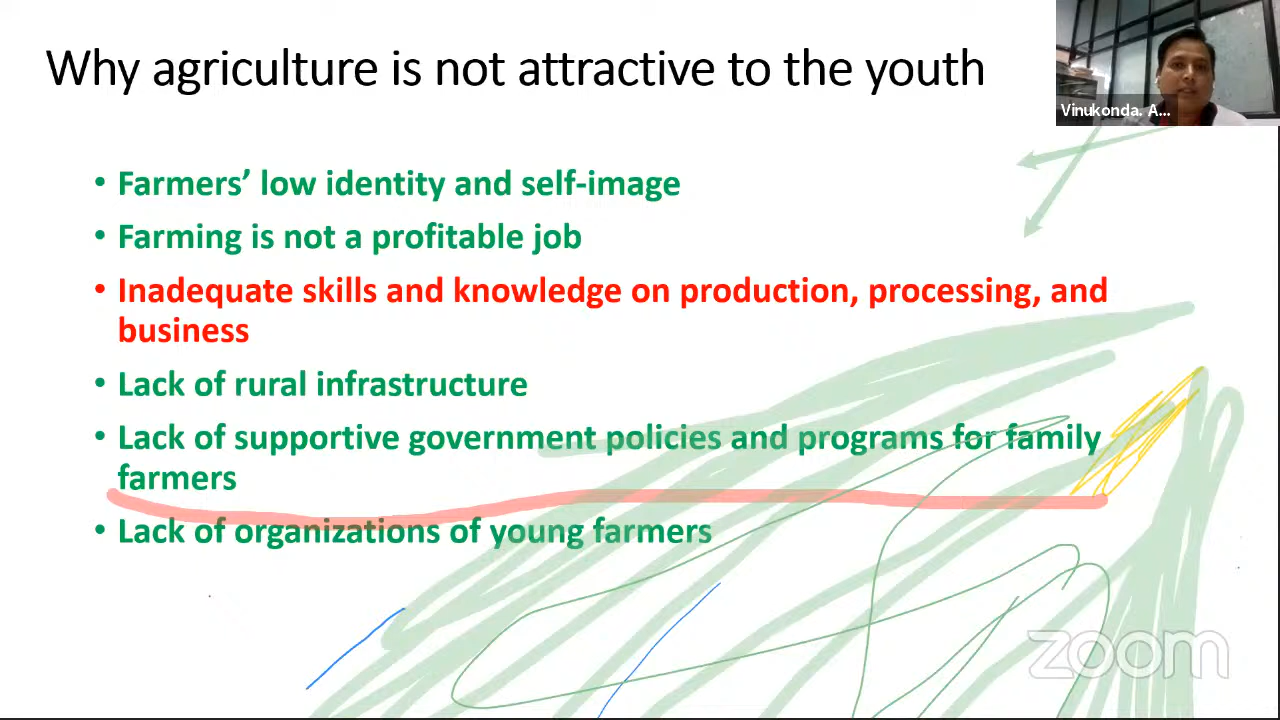 Why agriculture is not attractive to the youth
Vinukonda. A...
• Farmers’ low identity and self-image
• Farming is not a profitable job
• Inadequate skills and knowledge on production, processing, and
business
• Lack of rural infrastructure
• Lack of supportive government policies and programs for family
farmers
• Lack of organizations of young farmers
zoom